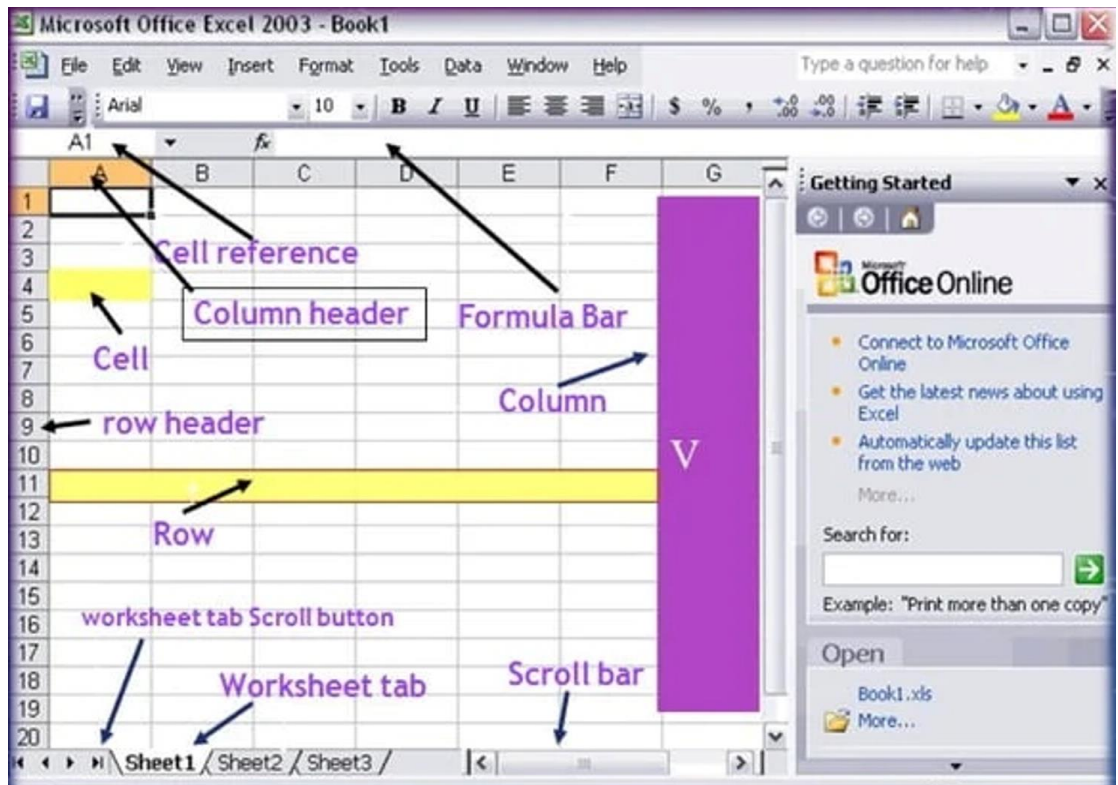 Microsoft Office Excel 2003 - Book1
File Edit View Insert Format Tools Data Window Help Type a question for help
Arial 10 B I U $ % , .00 .00 A
A1 fx
A B C D E F G
1
2
3
4
5
6
7
8
9
10
11
12
13
14
15
16
17
18
19
20
Cell reference
Column header
Formula Bar
Cell
Column
row header
V
Row
worksheet tab Scroll button
Worksheet tab
Scroll bar
Sheet1 Sheet2 Sheet3
Getting Started
Microsoft
Office Online
Connect to Microsoft Office
Online
Get the latest news about using
Excel
Automatically update this list
from the web
More...
Search for:
Example: "Print more than one copy"
Open
Book1.xls
More...